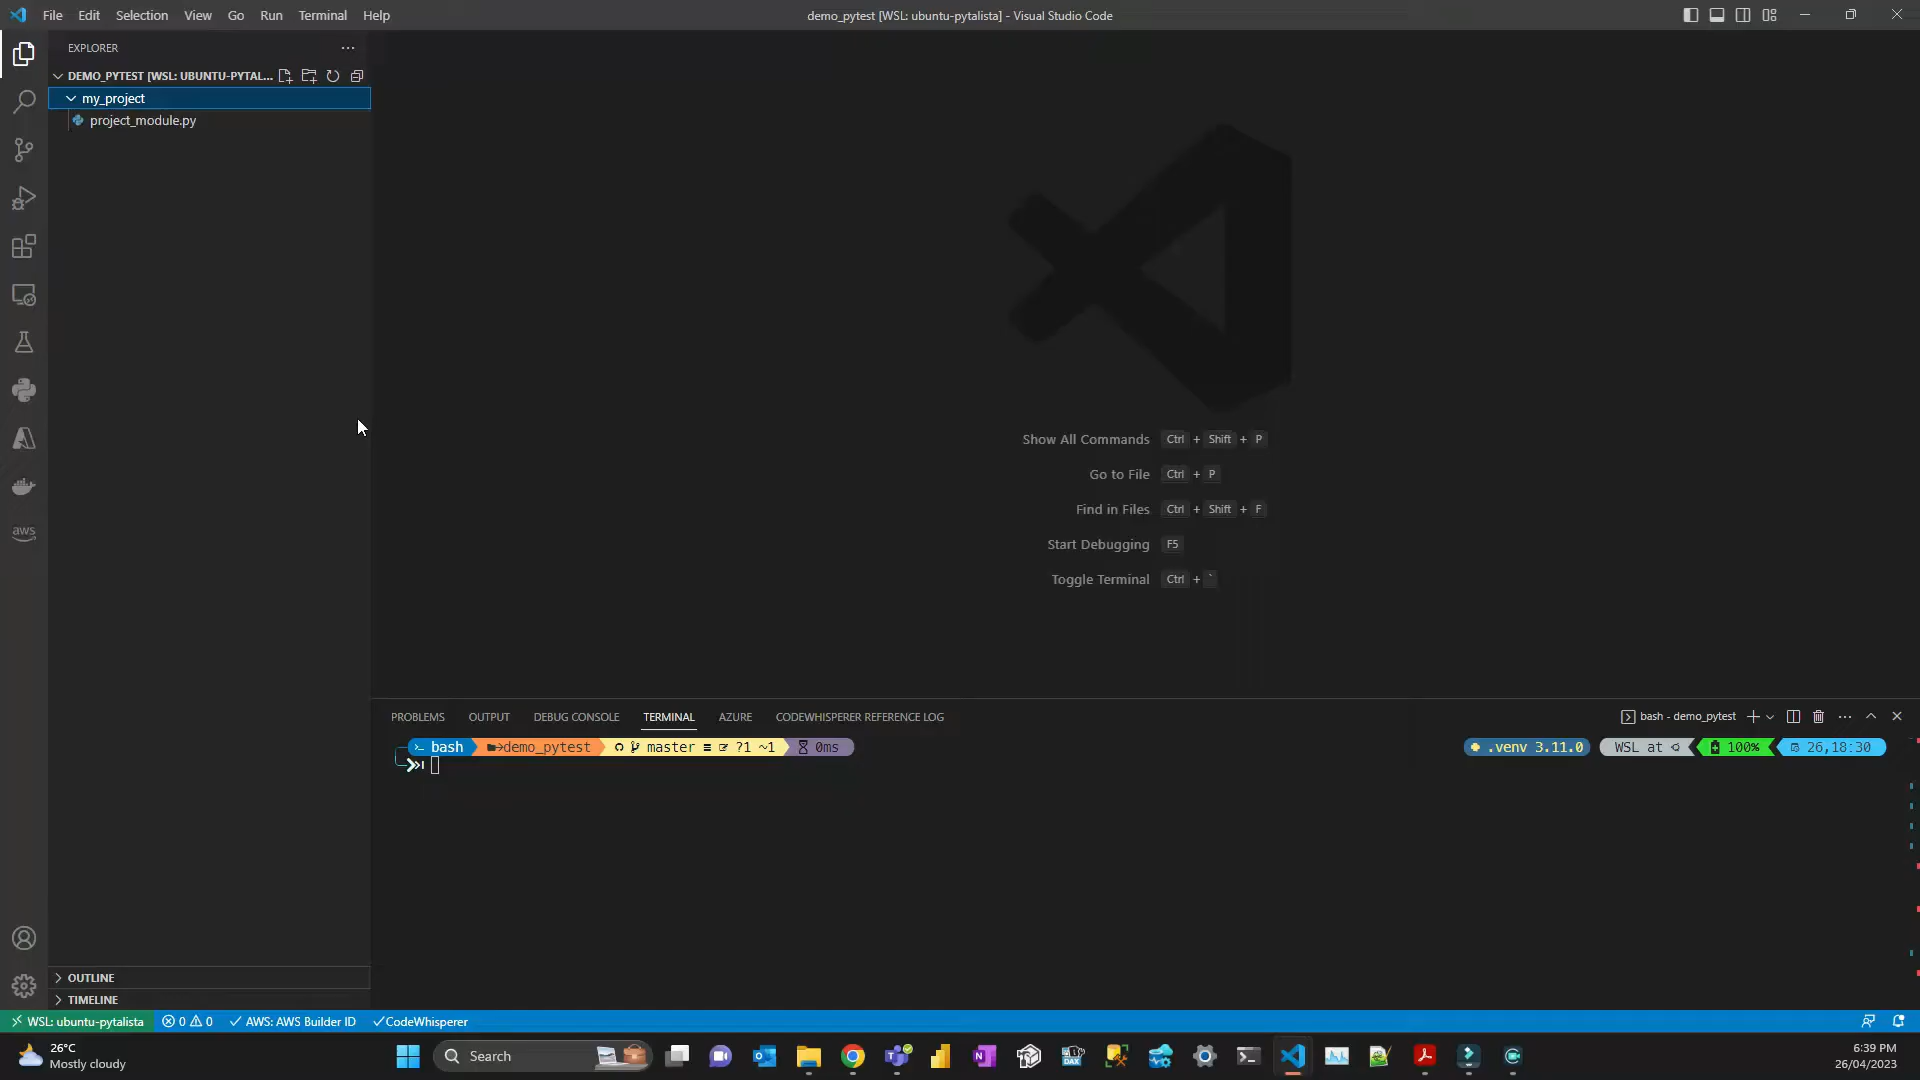 File Edit Selection View Go Run Terminal Help
demo_pytest [WSL: ubuntu-pytalista] - Visual Studio Code
EXPLORER
DEMO_PYTEST [WSL: UBUNTU-PYTAL...
my_project
project_module.py
Show All Commands Ctrl + Shift + P
Go to File Ctrl + P
Find in Files Ctrl + Shift + F
Start Debugging F5
Toggle Terminal Ctrl + `
PROBLEMS OUTPUT DEBUG CONSOLE TERMINAL AZURE CODEWHISPERER REFERENCE LOG
bash - demo_pytest
bash demo_pytest master ≡ ?1 ~1 0ms
.venv 3.11.0 WSL at 100% 26,18:30
aws
OUTLINE
TIMELINE
WSL: ubuntu-pytalista 0 0 AWS: AWS Builder ID CodeWhisperer
26°C
Mostly cloudy
Search
DAX
6:39 PM
26/04/2023